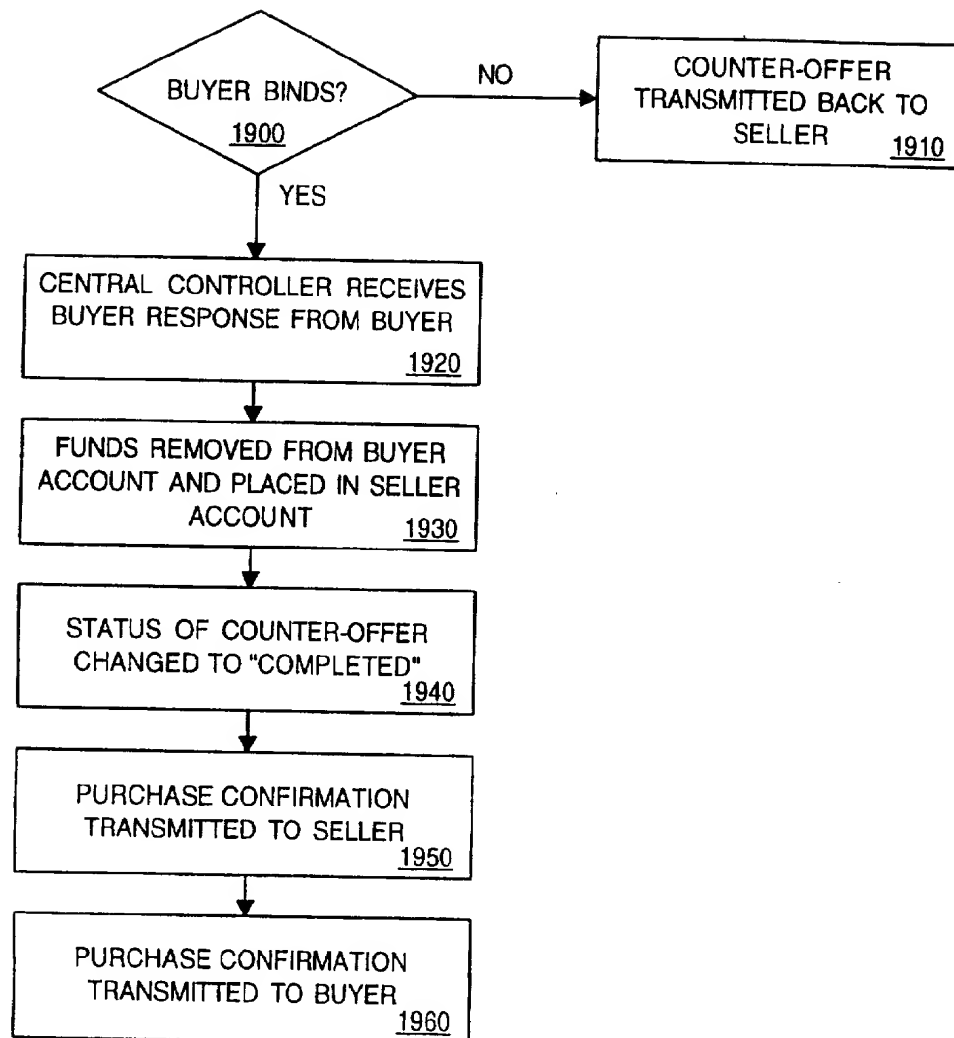 BUYER BINDS?
1900
NO
COUNTER-OFFER
TRANSMITTED BACK TO
SELLER
1910
YES
CENTRAL CONTROLLER RECEIVES
BUYER RESPONSE FROM BUYER
1920
FUNDS REMOVED FROM BUYER
ACCOUNT AND PLACED IN SELLER
ACCOUNT
1930
STATUS OF COUNTER-OFFER
CHANGED TO "COMPLETED"
1940
PURCHASE CONFIRMATION
TRANSMITTED TO SELLER
1950
PURCHASE CONFIRMATION
TRANSMITTED TO BUYER
1960